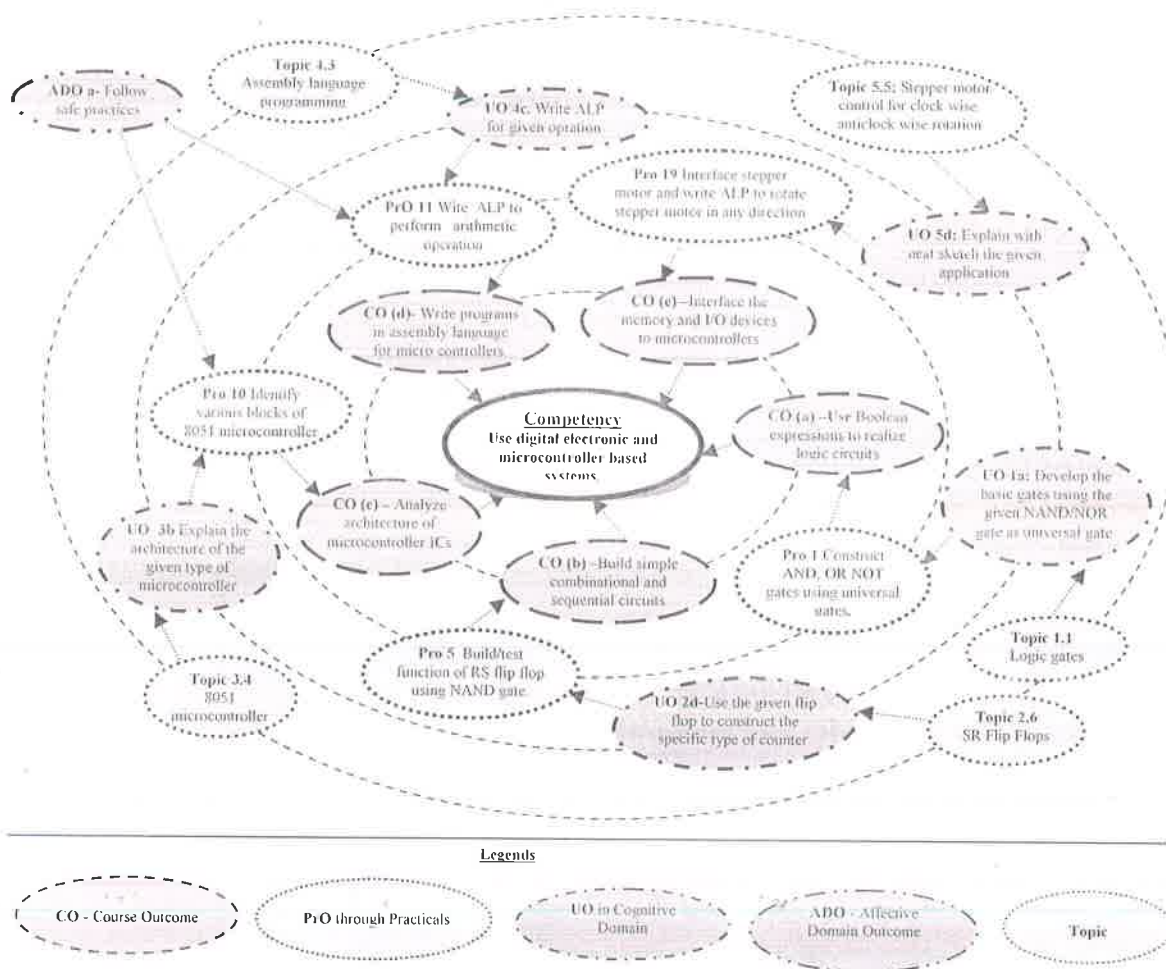 Topic 4.3
Assembly language
programming
ADO a- Follow
safe practices
UO 4c. Write ALP
for given opration
Topic 5.5: Stepper motor
control for clock wise
anticlock wise rotation
Pro 19 Interface stepper
motor and write ALP to rotate
stepper motor in any direction
PrO 11 Write ALP to
perform arithmetic
operation
UO 5d: Explain with
neat sketch the given
application
CO (d)- Write programs
in assembly language
for micro controllers
CO (e) –Interface the
memory and I/O devices
to microcontrollers
Pro 10 Identify
various blocks of
8051 microcontroller
Competency
Use digital electronic and
microcontroller based
systems
CO (a) –Use Boolean
expressions to realize
logic circuits
UO 1a: Develop the
basic gates using the
given NAND/NOR
gate as universal gate
CO (c) – Analyze
architecture of
microcontroller ICs
UO 3b Explain the
architecture of the
given type of
microcontroller
CO (b) –Build simple
combinational and
sequential circuits
Pro 1 Construct
AND, OR NOT
gates using universal
gates.
Topic 1.1
Logic gates
Pro 5 Build/test
function of RS flip flop
using NAND gate
Topic 3.4
8051
microcontroller
UO 2d-Use the given flip
flop to construct the
specific type of counter
Topic 2.6
SR Flip Flops
Legends
CO - Course Outcome
PrO through Practicals
UO in Cognitive
Domain
ADO - Affective
Domain Outcome
Topic